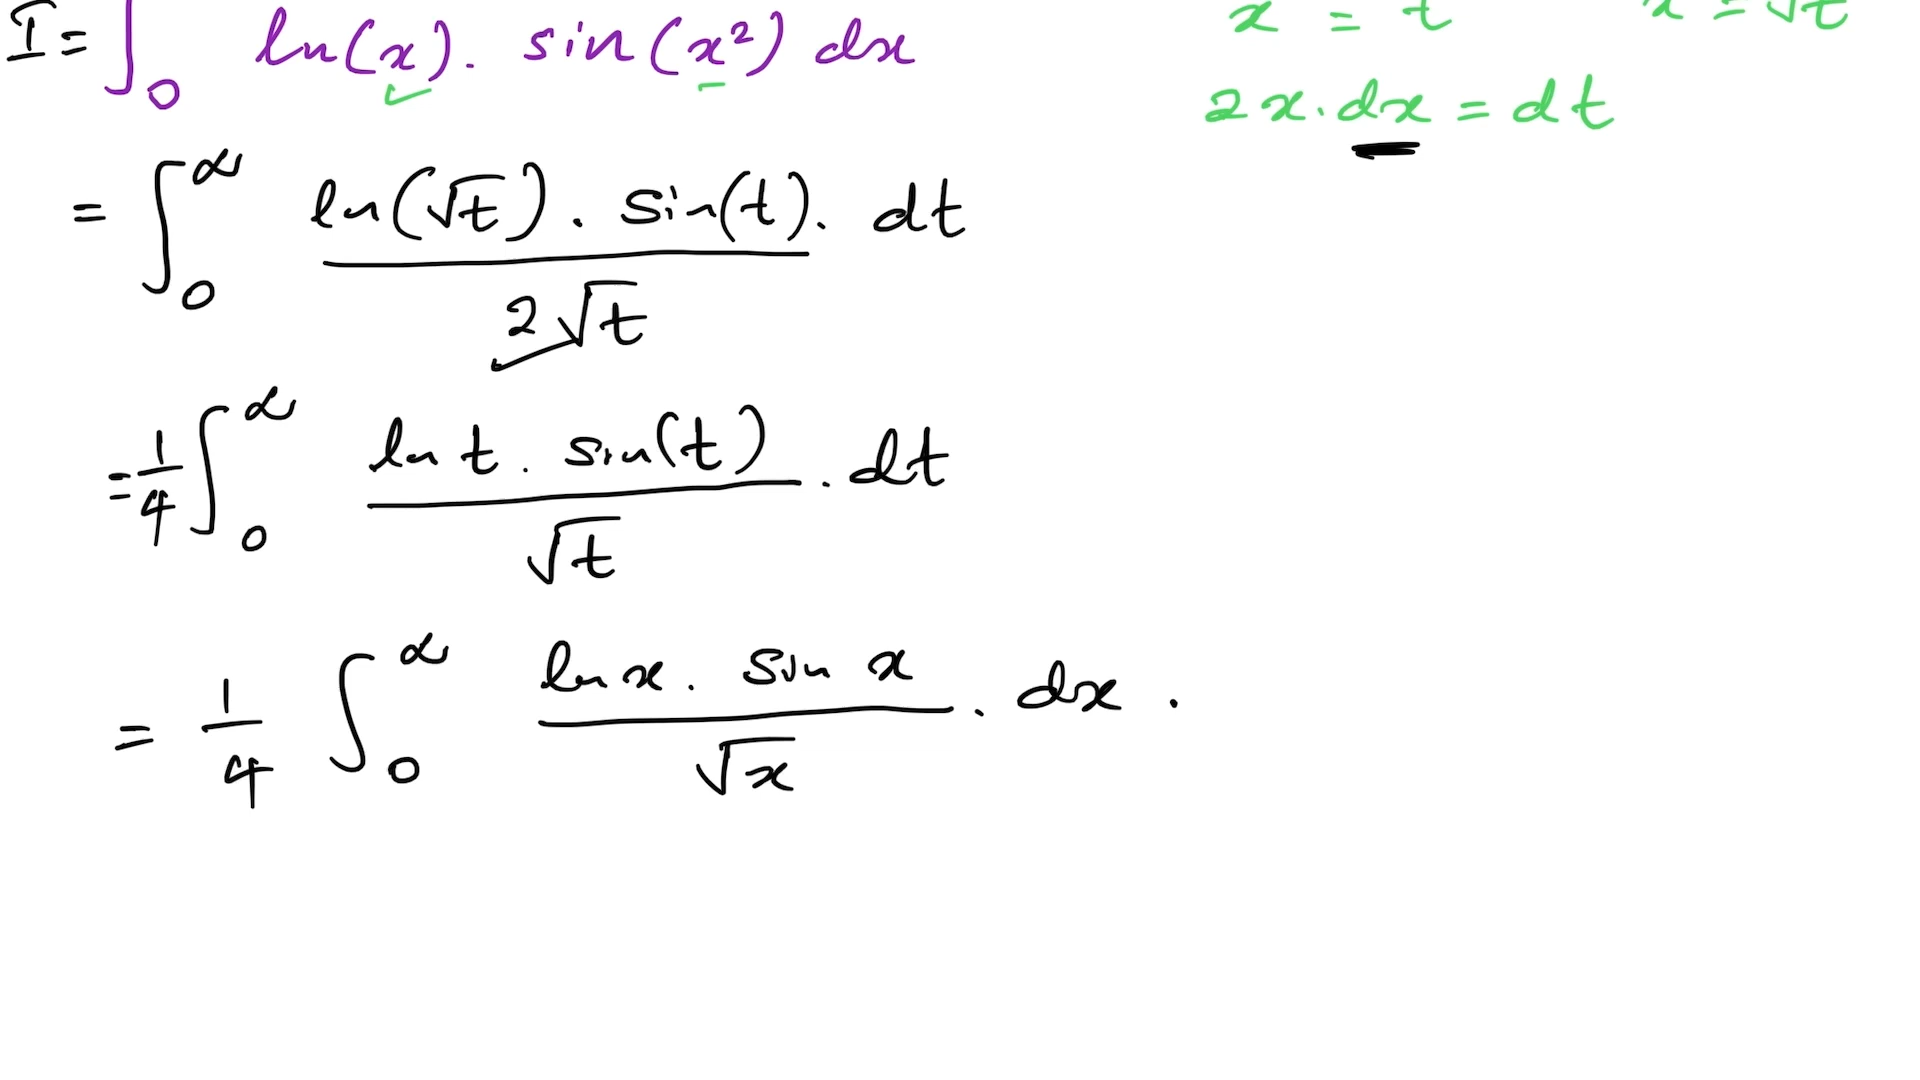 I = ∫₀ ln(x). sin(x²) dx
x = t x = √t
2x.dx = dt
= ∫₀^∞ ln(√t). sin(t). dt / 2√t
= 1/4 ∫₀^∞ ln t. sin(t) / √t . dt
= 1/4 ∫₀^∞ ln x. sin x / √x . dx .